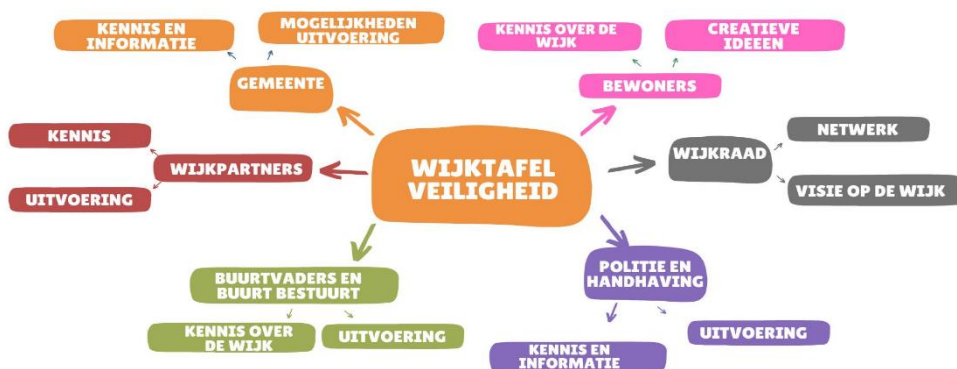 KENNIS EN
INFORMATIE
MOGELIJKHEDEN
UITVOERING
GEMEENTE
KENNIS OVER DE
WIJK
CREATIEVE
IDEEEN
BEWONERS
KENNIS
WIJKPARTNERS
UITVOERING
WIJKTAFEL
VEILIGHEID
NETWERK
WIJKRAAD
VISIE OP DE WIJK
BUURTVADERS EN
BUURT BESTUURT
KENNIS OVER
DE WIJK
UITVOERING
POLITIE EN
HANDHAVING
UITVOERING
KENNIS EN
INFORMATIE